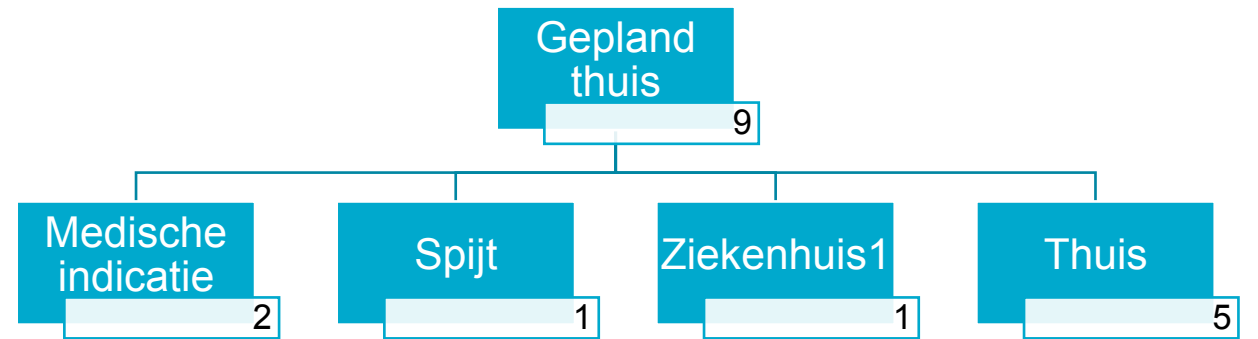 Gepland
thuis
9
Medische
indicatie
2
Spijt
1
Ziekenhuis1
1
Thuis
5